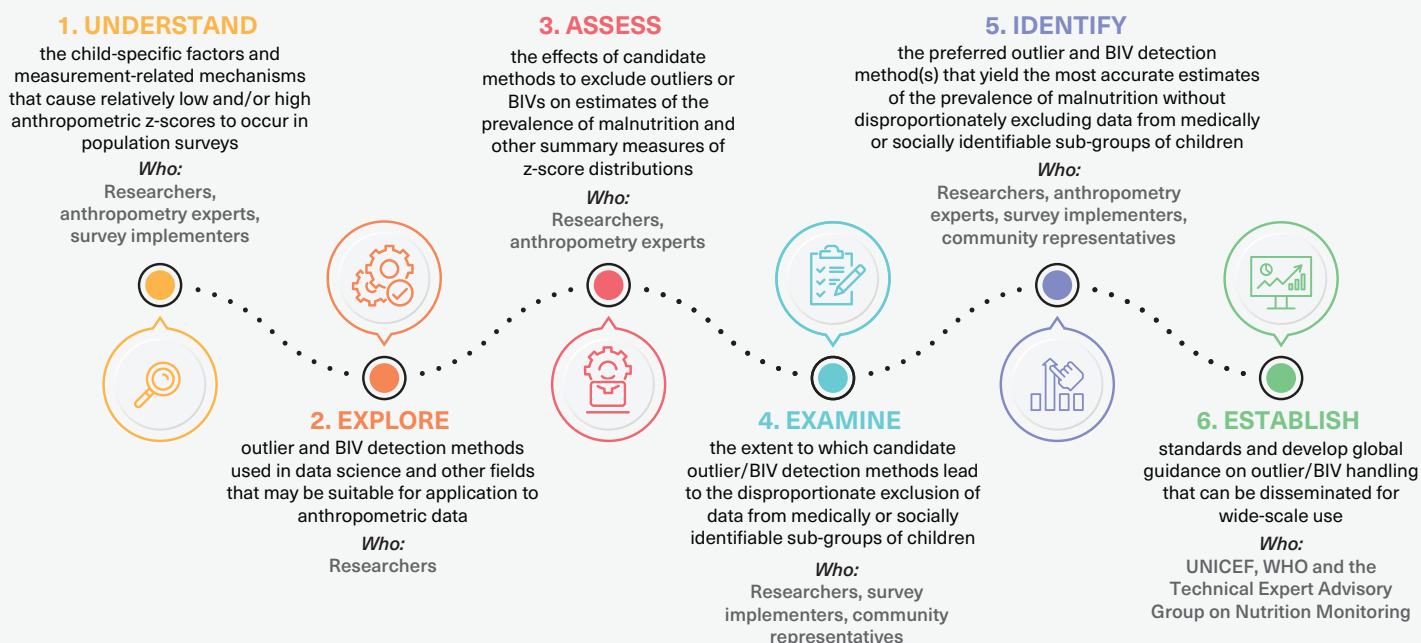 1. UNDERSTAND
the child-specific factors and
measurement-related mechanisms
that cause relatively low and/or high
anthropometric z-scores to occur in
population surveys
Who:
Researchers,
anthropometry experts,
survey implementers
2. EXPLORE
outlier and BIV detection methods
used in data science and other fields
that may be suitable for application to
anthropometric data
Who:
Researchers
3. ASSESS
the effects of candidate
methods to exclude outliers or
BIVs on estimates of the
prevalence of malnutrition and
other summary measures of
z-score distributions
Who:
Researchers,
anthropometry experts
4. EXAMINE
the extent to which candidate
outlier/BIV detection methods lead
to the disproportionate exclusion of
data from medically or socially
identifiable sub-groups of children
Who:
Researchers, survey
implementers, community
representatives
5. IDENTIFY
the preferred outlier and BIV detection
method(s) that yield the most accurate estimates
of the prevalence of malnutrition without
disproportionately excluding data from medically
or socially identifiable sub-groups of children
Who:
Researchers, anthropometry
experts, survey implementers,
community representatives
6. ESTABLISH
standards and develop global
guidance on outlier/BIV handling
that can be disseminated for
wide-scale use
Who:
UNICEF, WHO and the
Technical Expert Advisory
Group on Nutrition Monitoring